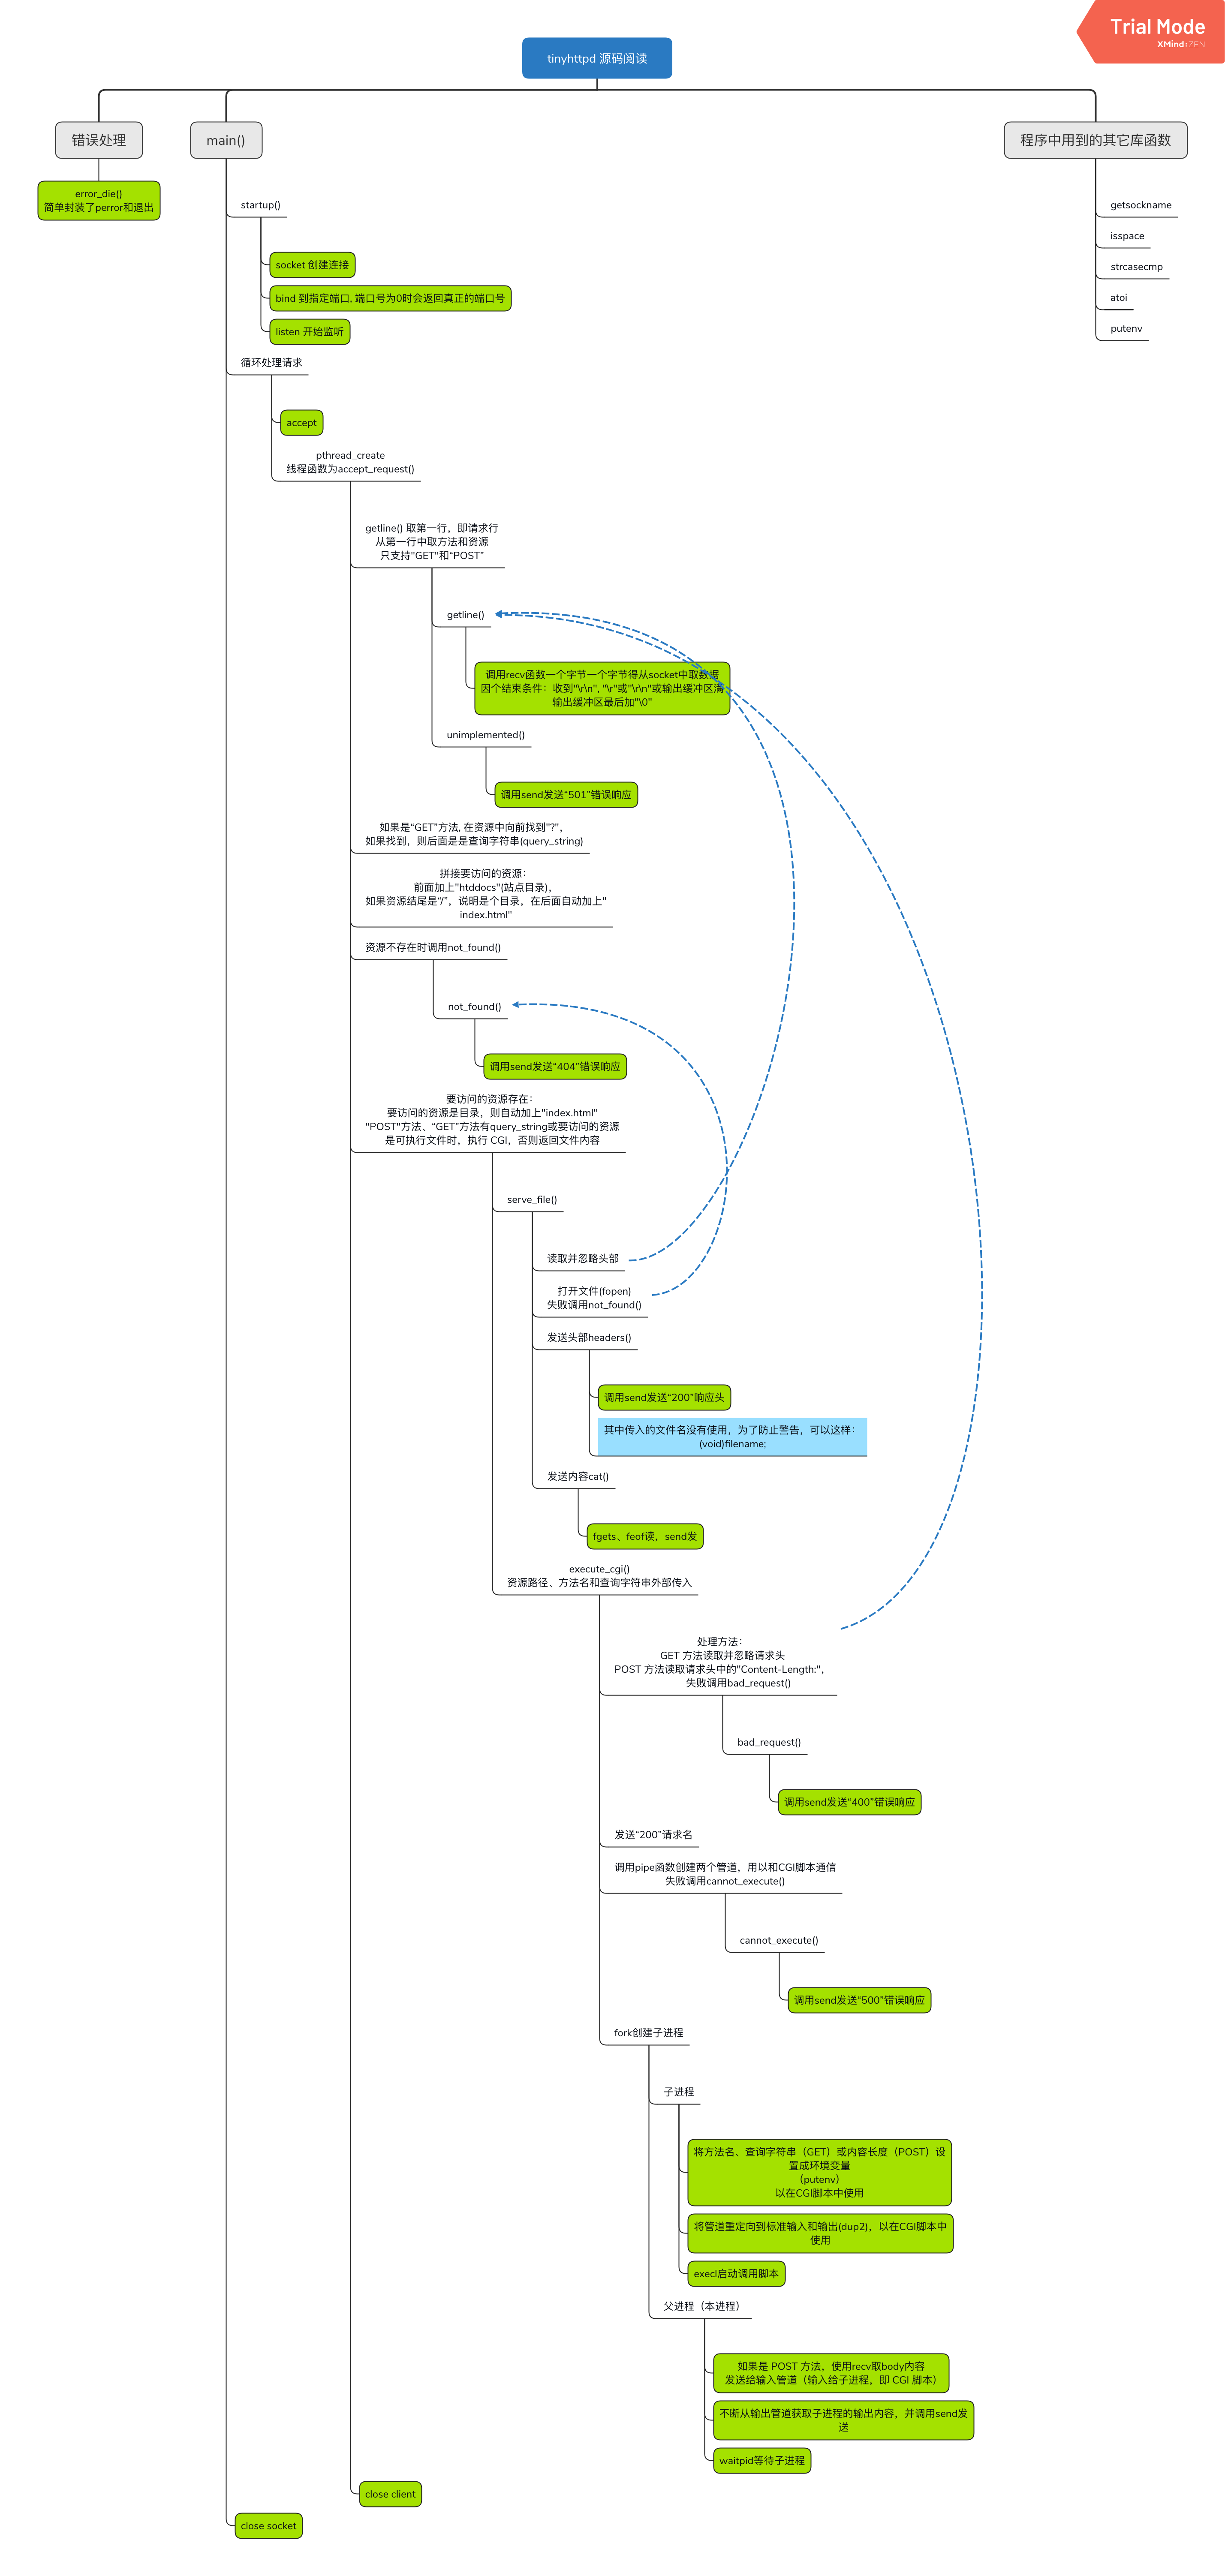 Trial Mode
XMind:ZEN
tinyhttpd 源码阅读
错误处理
main()
程序中用到的其它库函数
error_die()
简单封装了perror和退出
startup()
socket 创建连接
bind 到指定端口, 端口号为0时会返回真正的端口号
listen 开始监听
循环处理请求
accept
pthread_create
线程函数为accept_request()
getline() 取第一行，即请求行
从第一行中取方法和资源
只支持"GET"和“POST”
getline()
调用recv函数一个字节一个字节得从socket中取数据
因个结束条件：收到"\r\n", "\r"或"\r\n"或输出缓冲区满
输出缓冲区最后加"\0"
unimplemented()
调用send发送“501”错误响应
如果是“GET”方法, 在资源中向前找到"?"，
如果找到，则后面是是查询字符串(query_string)
拼接要访问的资源：
前面加上"htddocs"(站点目录)，
如果资源结尾是“/”，说明是个目录，在后面自动加上"
index.html"
资源不存在时调用not_found()
not_found()
调用send发送“404”错误响应
要访问的资源存在：
要访问的资源是目录，则自动加上"index.html"
"POST"方法、“GET”方法有query_string或要访问的资源
是可执行文件时，执行 CGI，否则返回文件内容
serve_file()
读取并忽略头部
打开文件(fopen)
失败调用not_found()
发送头部headers()
调用send发送“200”响应头
其中传入的文件名没有使用，为了防止警告，可以这样：
(void)filename;
发送内容cat()
fgets、feof读，send发
execute_cgi()
资源路径、方法名和查询字符串外部传入
处理方法：
GET 方法读取并忽略请求头
POST 方法读取请求头中的"Content-Length:"，
失败调用bad_request()
bad_request()
调用send发送“400”错误响应
发送“200”请求名
调用pipe函数创建两个管道，用以和CGI脚本通信
失败调用cannot_execute()
cannot_execute()
调用send发送“500”错误响应
fork创建子进程
子进程
将方法名、查询字符串（GET）或内容长度（POST）设
置成环境变量
（putenv）
以在CGI脚本中使用
将管道重定向到标准输入和输出(dup2)，以在CGI脚本中
使用
execl启动调用脚本
父进程（本进程）
如果是 POST 方法，使用recv取body内容
发送给输入管道（输入给子进程，即 CGI 脚本）
不断从输出管道获取子进程的输出内容，并调用send发
送
waitpid等待子进程
close client
close socket
getsockname
isspace
strcasecmp
atoi
putenv